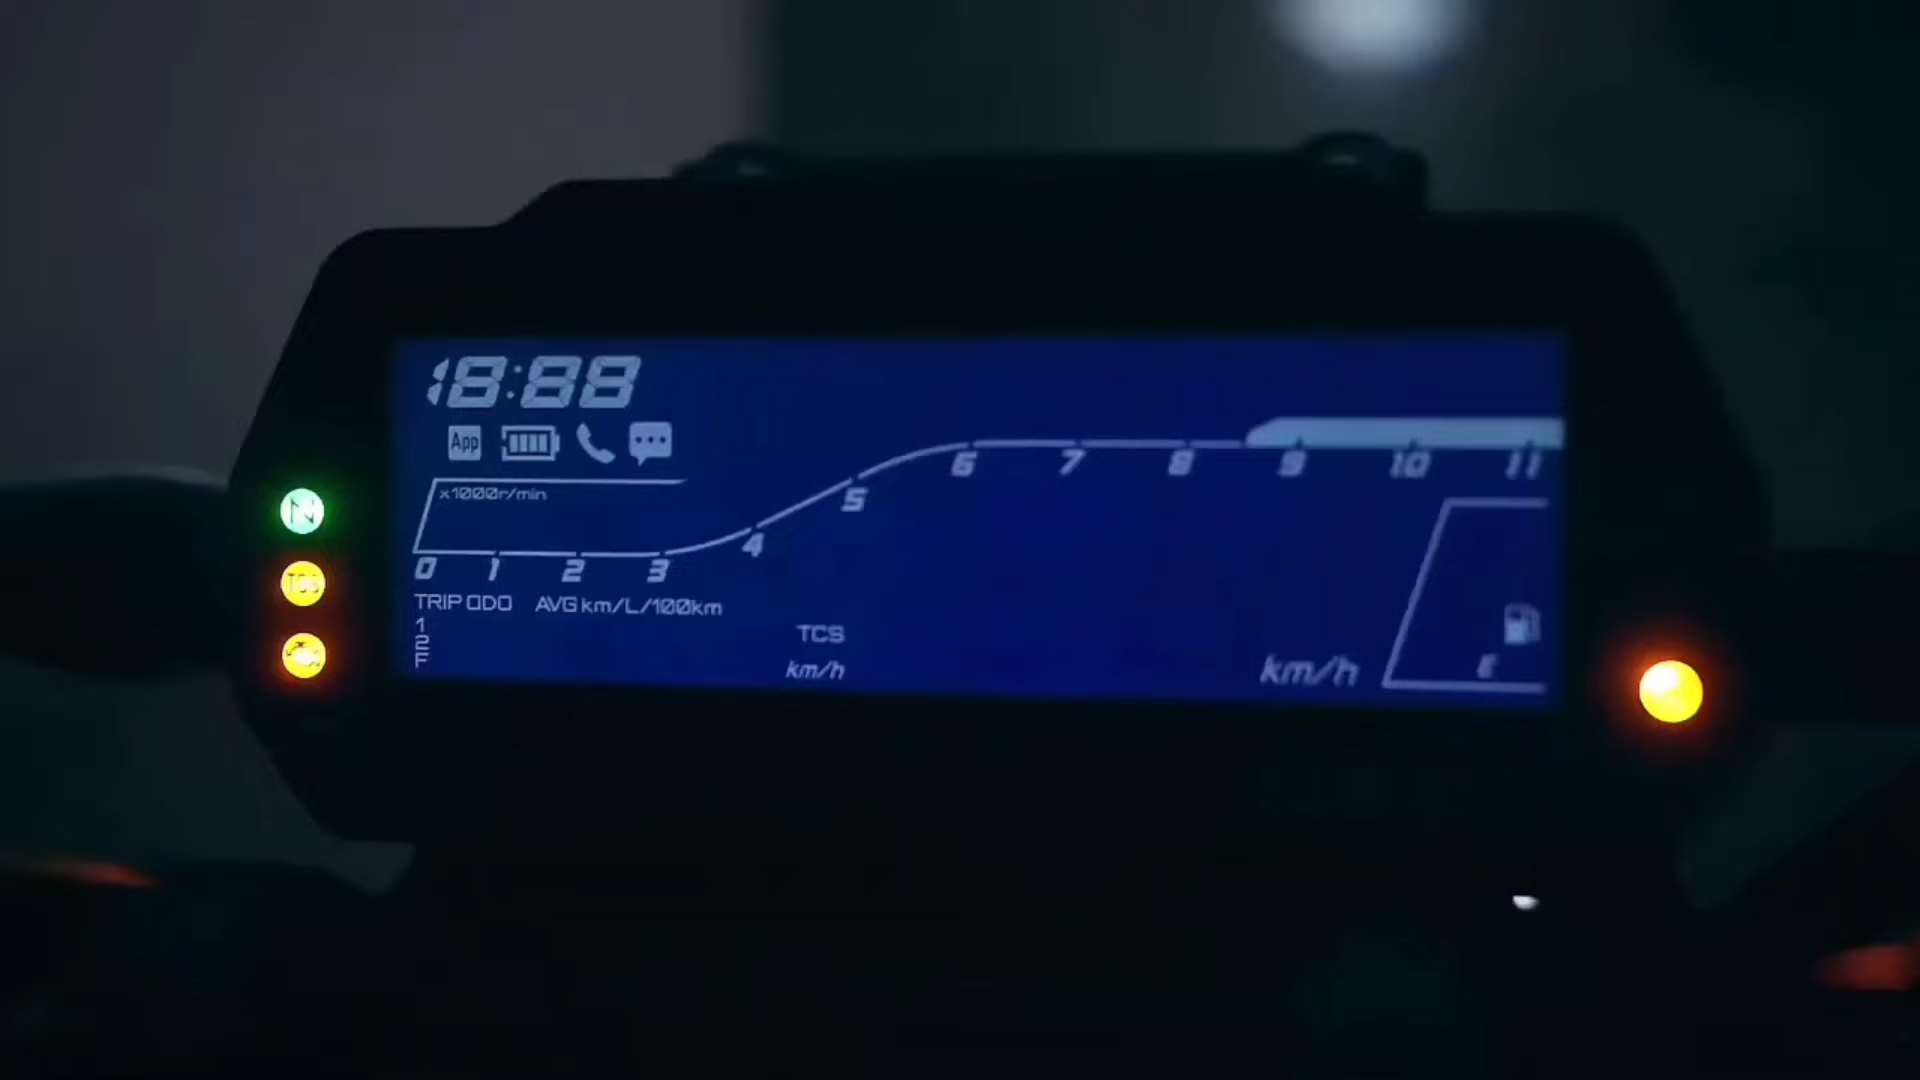 18:88
App
x1000r/min
0 1 2 3 4 5 6 7 8 9 10 11
N
TCS
TRIP ODO AVG km/L/100km
1
2
F
TCS
km/h
km/h
E